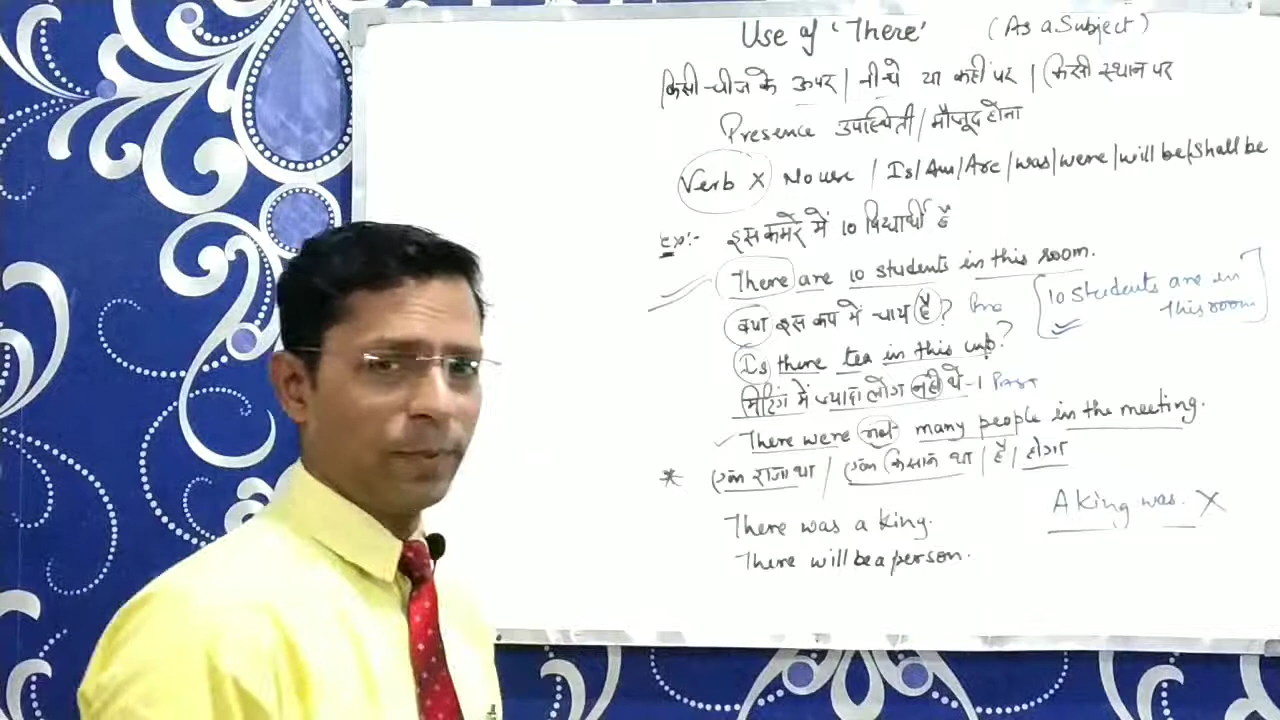 Use of 'There' (As a Subject)
किसी चीज के ऊपर | नीचे या कहीं पर | किसी स्थान पर
Presence उपस्थिती / मौजूद होना
Verb X Noun / Is/Am/Are/was/were/will be/shall be
Ex:- इस कमरे में 10 विद्यार्थी हैं
There are 10 students in this room.
[10 students are in this room]
क्या इस कप में चाय है? Pre
Is there tea in this cup?
मिटिंग में ज्यादा लोग नहीं थे -1 Past
There were not many people in the meeting.
* एक राजा था / एक किसान था / है / होगा
There was a king. A king was. X
There will be a person.